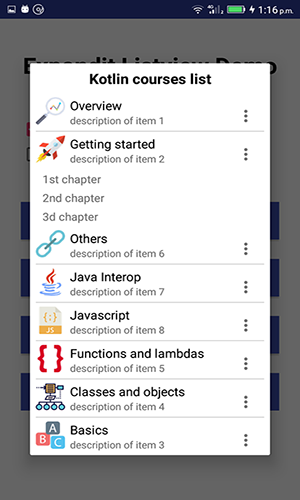 1:16 p.m.
Expandit Listview Demo
Kotlin courses list
Overview
description of item 1
Getting started
description of item 2
1st chapter
2nd chapter
3d chapter
Others
description of item 6
Java Interop
description of item 7
Javascript
JS
description of item 8
Functions and lambdas
description of item 5
Classes and objects
description of item 4
Basics
A B C
description of item 3